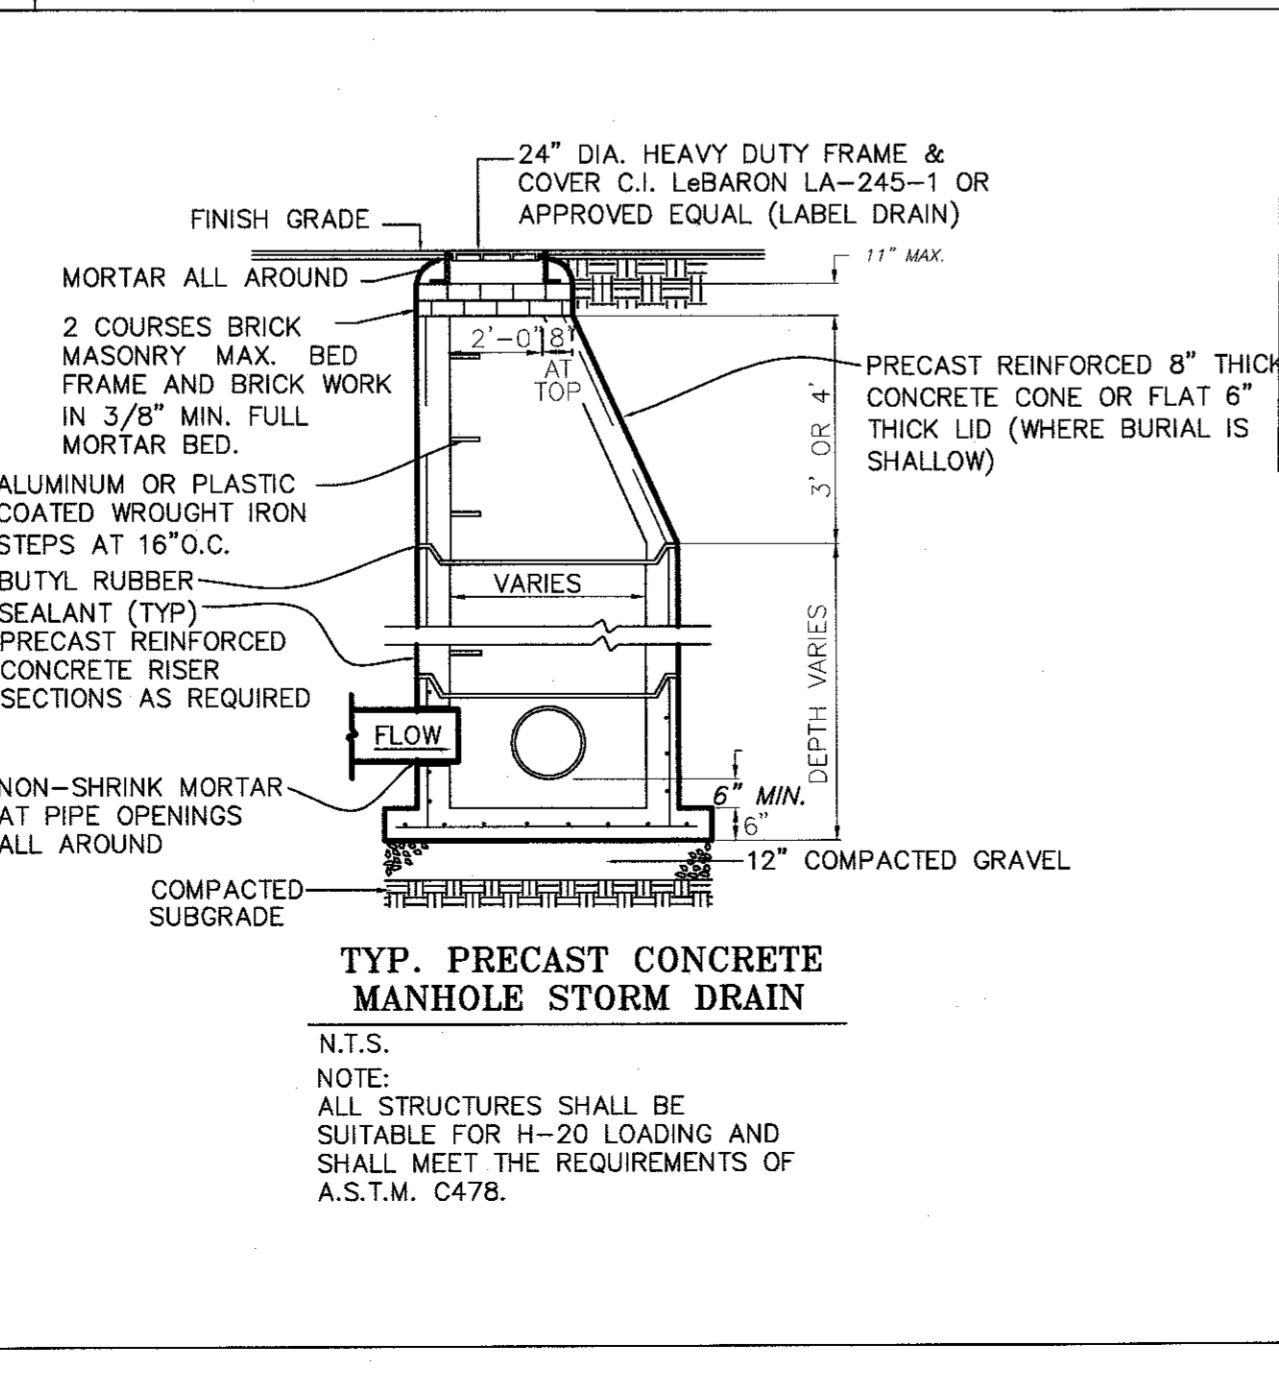 24" DIA. HEAVY DUTY FRAME &
COVER C.I. LeBARON LA-245-1 OR
APPROVED EQUAL (LABEL DRAIN)
FINISH GRADE
11" MAX.
MORTAR ALL AROUND
2 COURSES BRICK
MASONRY MAX. BED
FRAME AND BRICK WORK
IN 3/8" MIN. FULL
MORTAR BED.
2'-0"
8"
AT
TOP
PRECAST REINFORCED 8" THICK
CONCRETE CONE OR FLAT 6"
THICK LID (WHERE BURIAL IS
SHALLOW)
3' OR 4'
ALUMINUM OR PLASTIC
COATED WROUGHT IRON
STEPS AT 16"O.C.
BUTYL RUBBER
SEALANT (TYP)
PRECAST REINFORCED
CONCRETE RISER
SECTIONS AS REQUIRED
VARIES
DEPTH VARIES
FLOW
NON-SHRINK MORTAR
AT PIPE OPENINGS
ALL AROUND
6" MIN.
6"
12" COMPACTED GRAVEL
COMPACTED
SUBGRADE
TYP. PRECAST CONCRETE
MANHOLE STORM DRAIN
N.T.S.
NOTE:
ALL STRUCTURES SHALL BE
SUITABLE FOR H-20 LOADING AND
SHALL MEET THE REQUIREMENTS OF
A.S.T.M. C478.